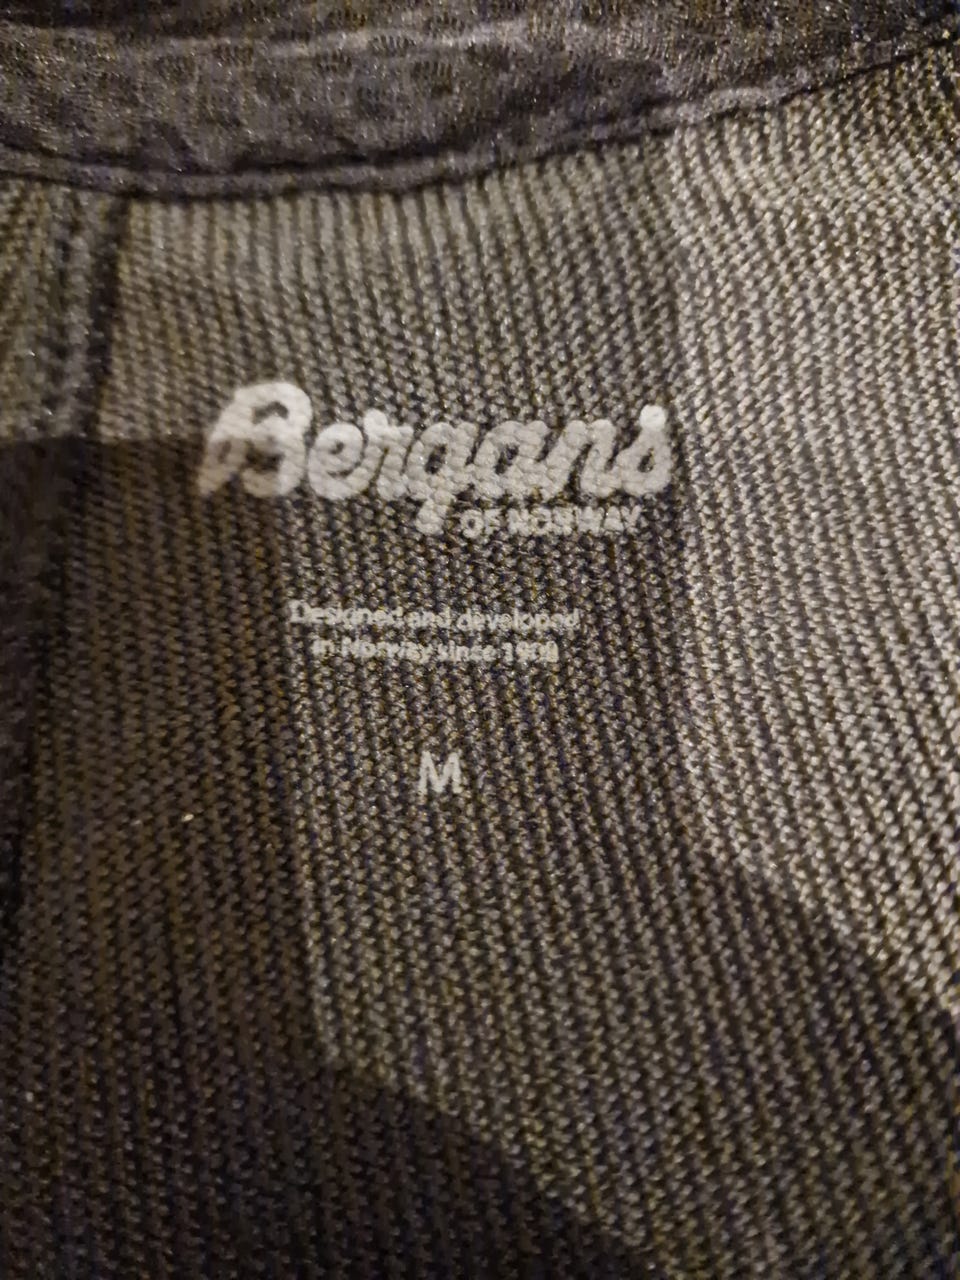 Bergans
OF NORWAY
Designed and developed
in Norway since 1908
M